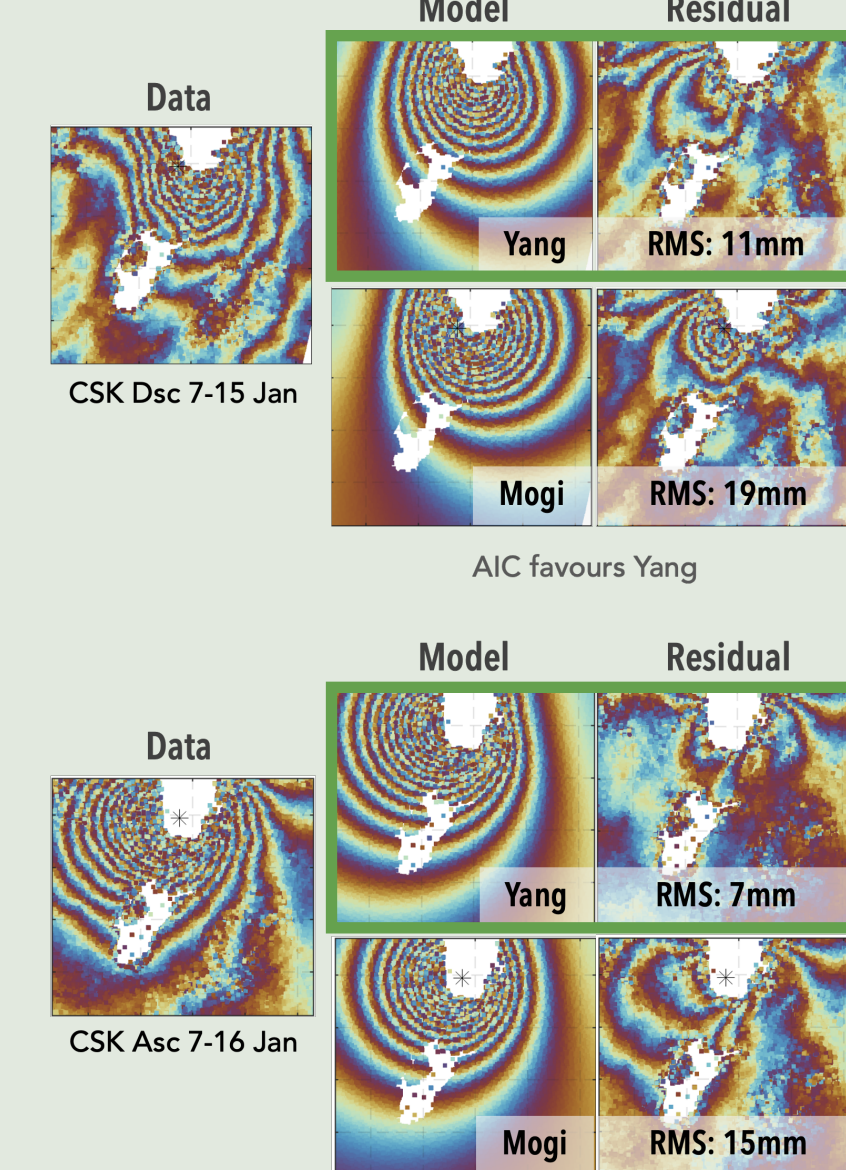 Model Residual
Data
Yang RMS: 11mm
CSK Dsc 7-15 Jan
Mogi RMS: 19mm
AIC favours Yang
Model Residual
Data
Yang RMS: 7mm
CSK Asc 7-16 Jan
Mogi RMS: 15mm